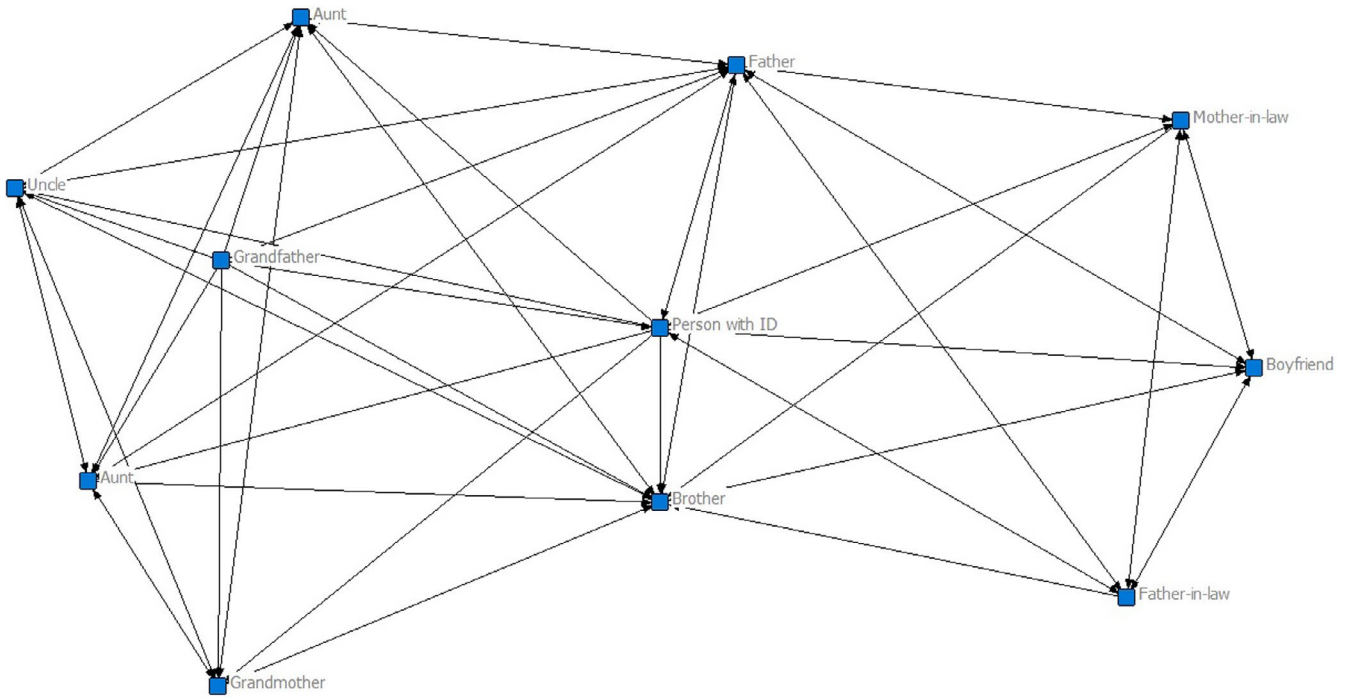 Aunt
Father
Mother-in-law
Uncle
Grandfather
Person with ID
Boyfriend
Aunt
Brother
Father-in-law
Grandmother